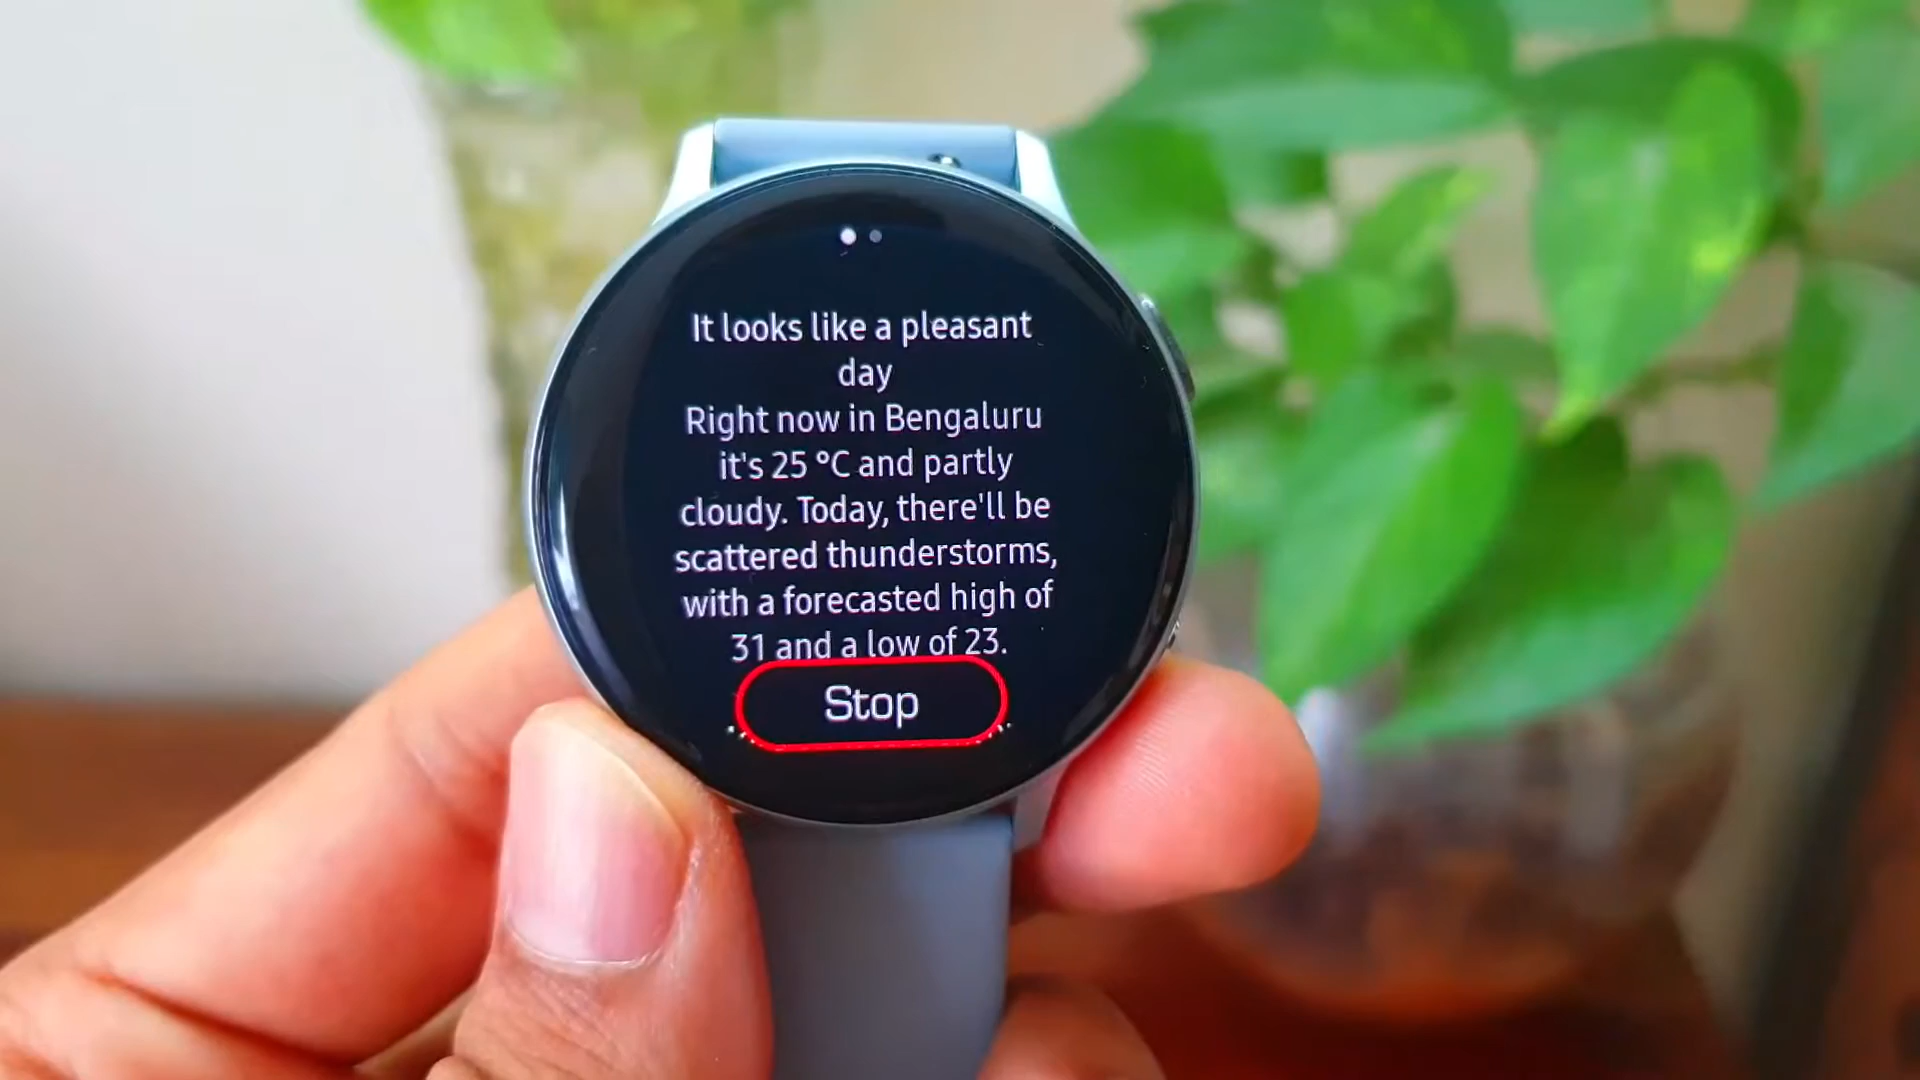 It looks like a pleasant
day
Right now in Bengaluru
it's 25 °C and partly
cloudy. Today, there'll be
scattered thunderstorms,
with a forecasted high of
31 and a low of 23.
Stop